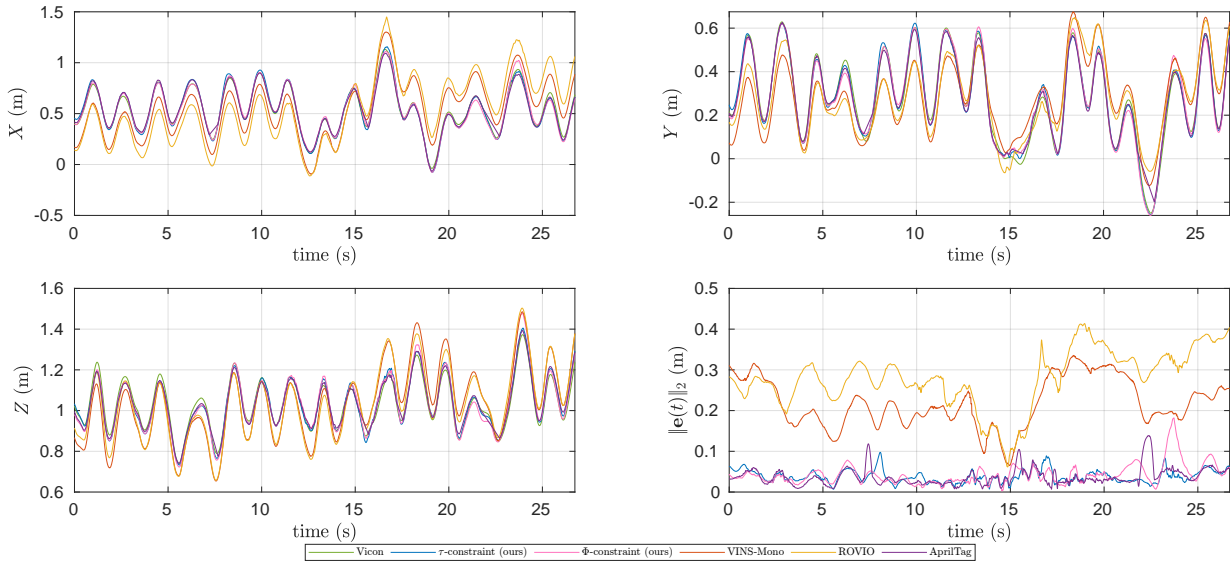 1.5
1
0.5
0
-0.5
X (m)
0 5 10 15 20 25
time (s)
0.6
0.4
0.2
0
-0.2
Y (m)
0 5 10 15 20 25
time (s)
1.6
1.4
1.2
1
0.8
0.6
Z (m)
0 5 10 15 20 25
time (s)
0.5
0.4
0.3
0.2
0.1
0
‖e(t)‖₂ (m)
0 5 10 15 20 25
time (s)
Vicon τ-constraint (ours) Φ-constraint (ours) VINS-Mono ROVIO AprilTag